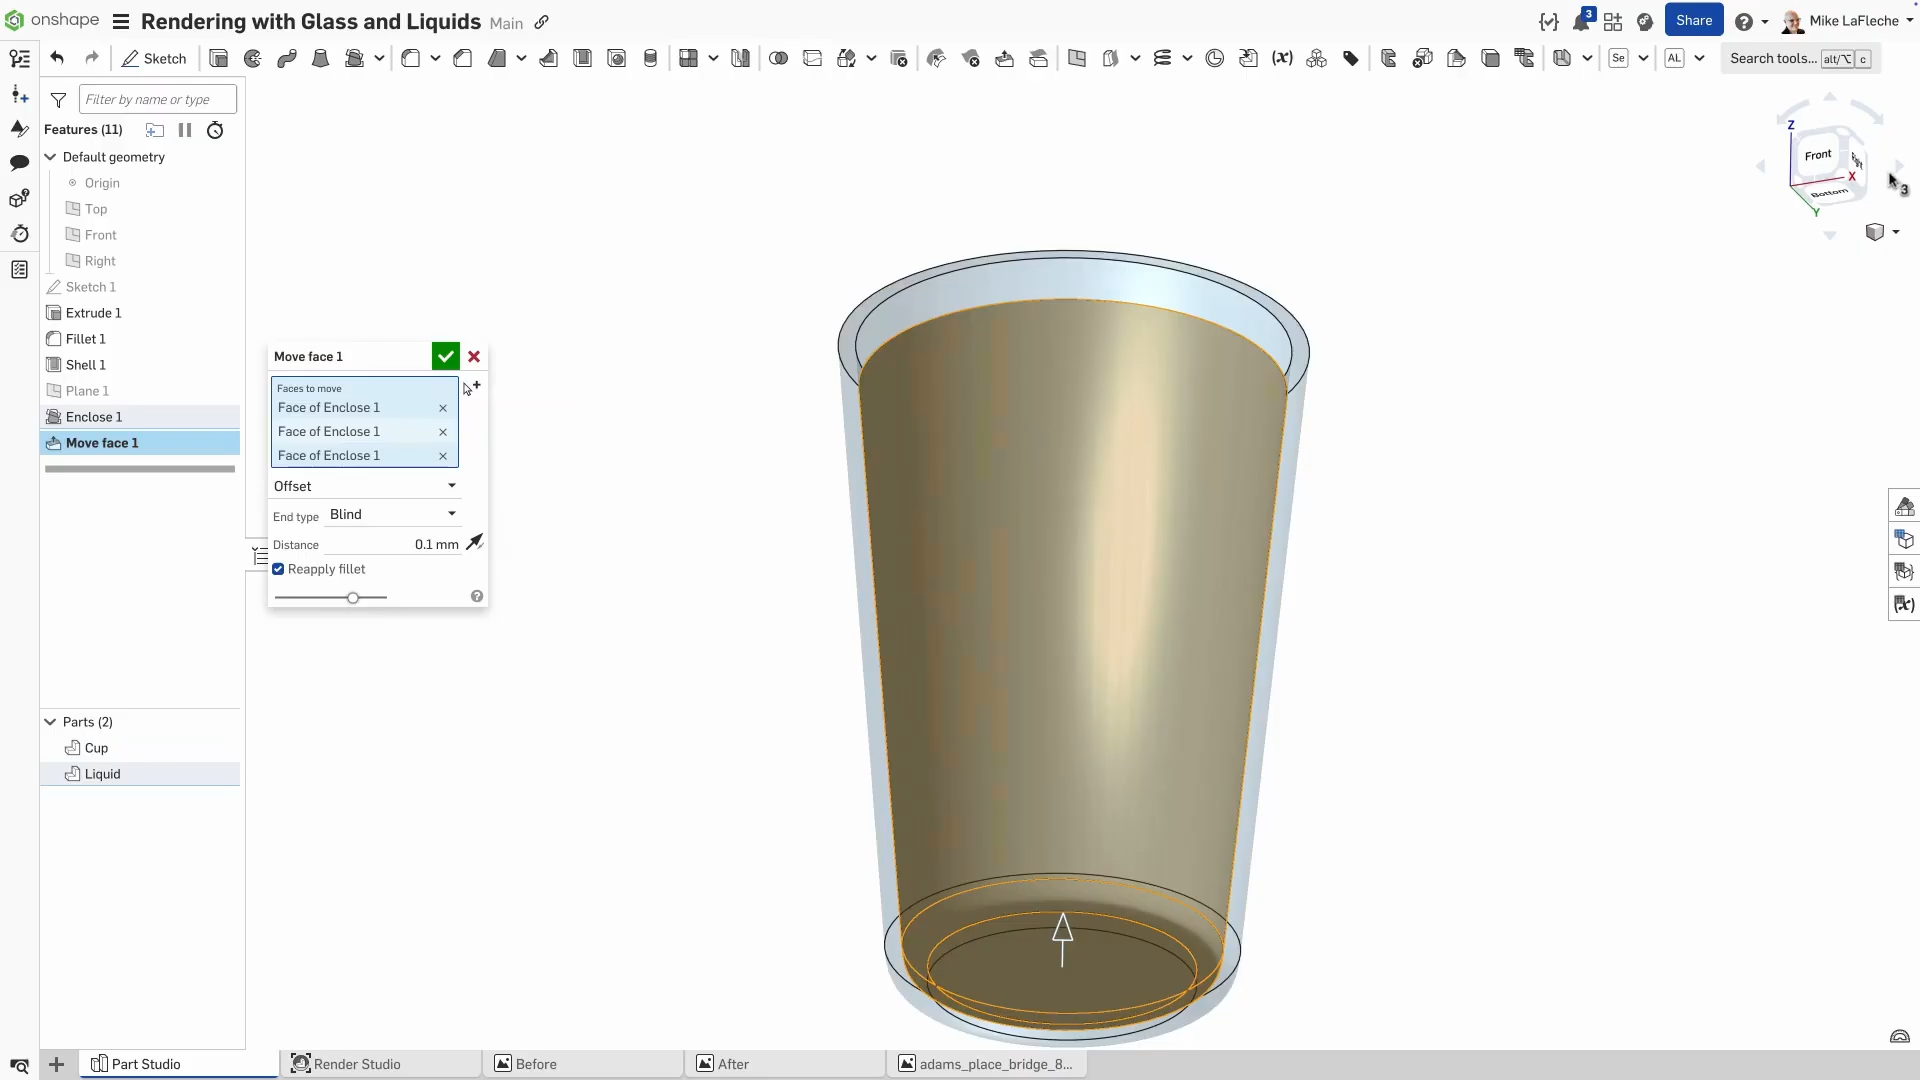 onshape
Rendering with Glass and Liquids Main
3
Share
Mike LaFleche
Sketch
Se
AL
Search tools... alt/⌥ c
Filter by name or type
Features (11)
Default geometry
Origin
Top
Front
Right
Sketch 1
Extrude 1
Fillet 1
Shell 1
Plane 1
Enclose 1
Move face 1
Move face 1
Faces to move
Face of Enclose 1
Face of Enclose 1
Face of Enclose 1
Offset
End type Blind
Distance 0.1 mm
Reapply fillet
Z
Front
X
Bottom
Y
3
Parts (2)
Cup
Liquid
Part Studio
Render Studio
Before
After
adams_place_bridge_8...